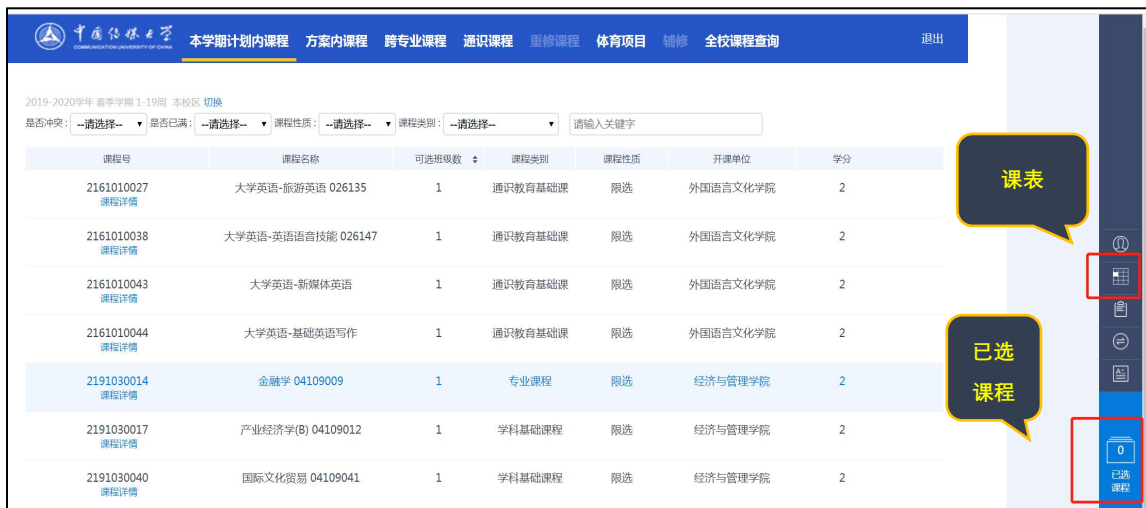 中国传媒大学
COMMUNICATION UNIVERSITY OF CHINA
本学期计划内课程 方案内课程 跨专业课程 通识课程 重修课程 体育项目 辅修 全校课程查询 退出
2019-2020学年 春季学期 1-19周 本校区 切换
是否冲突: --请选择-- 是否已满: --请选择-- 课程性质: --请选择-- 课程类别: --请选择-- 请输入关键字
课程号 课程名称 可选班级数 课程类别 课程性质 开课单位 学分
2161010027 大学英语-旅游英语 026135 1 通识教育基础课 限选 外国语言文化学院 2
课程详情
2161010038 大学英语-英语语音技能 026147 1 通识教育基础课 限选 外国语言文化学院 2
课程详情
2161010043 大学英语-新媒体英语 1 通识教育基础课 限选 外国语言文化学院 2
课程详情
2161010044 大学英语-基础英语写作 1 通识教育基础课 限选 外国语言文化学院 2
课程详情
2191030014 金融学 04109009 1 专业课程 限选 经济与管理学院 2
课程详情
2191030017 产业经济学(B) 04109012 1 学科基础课程 限选 经济与管理学院 2
课程详情
2191030040 国际文化贸易 04109041 1 学科基础课程 限选 经济与管理学院 2
课程详情
课表
已选
课程
0
已选
课程